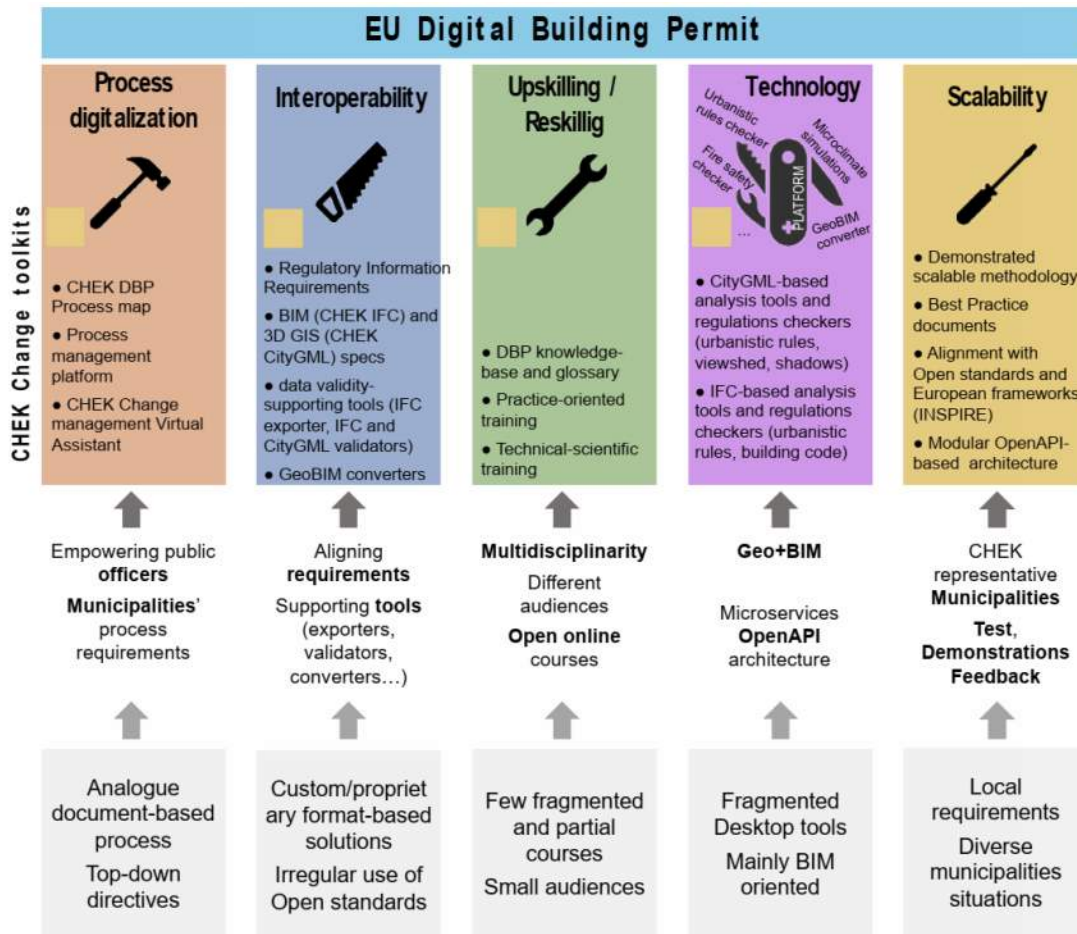 EU Digital Building Permit
CHEK Change toolkits
Process
digitalization
● CHEK DBP
Process map
● Process
management
platform
● CHEK Change
management Virtual
Assistant
Interoperability
● Regulatory Information
Requirements
● BIM (CHEK IFC) and
3D GIS (CHEK
CityGML) specs
● data validity-
supporting tools (IFC
exporter, IFC and
CityGML validators)
● GeoBIM converters
Upskilling /
Reskillig
● DBP knowledge-
base and glossary
● Practice-oriented
training
● Technical-scientific
training
Technology
Urbanistic
rules checker
Fire safety
checker
...
PLATFORM
Microclimate
simulations
GeoBIM
converter
● CityGML-based
analysis tools and
regulations checkers
(urbanistic rules,
viewshed, shadows)
● IFC-based analysis
tools and regulations
checkers (urbanistic
rules, building code)
Scalability
● Demonstrated
scalable methodology
● Best Practice
documents
● Alignment with
Open standards and
European frameworks
(INSPIRE)
● Modular OpenAPI-
based architecture
Empowering public
officers
Municipalities'
process
requirements
Aligning
requirements
Supporting tools
(exporters,
validators,
converters…)
Multidisciplinarity
Different
audiences
Open online
courses
Geo+BIM
Microservices
OpenAPI
architecture
CHEK
representative
Municipalities
Test,
Demonstrations
Feedback
Analogue
document-based
process
Top-down
directives
Custom/propriet
ary format-based
solutions
Irregular use of
Open standards
Few fragmented
and partial
courses
Small audiences
Fragmented
Desktop tools
Mainly BIM
oriented
Local
requirements
Diverse
municipalities
situations